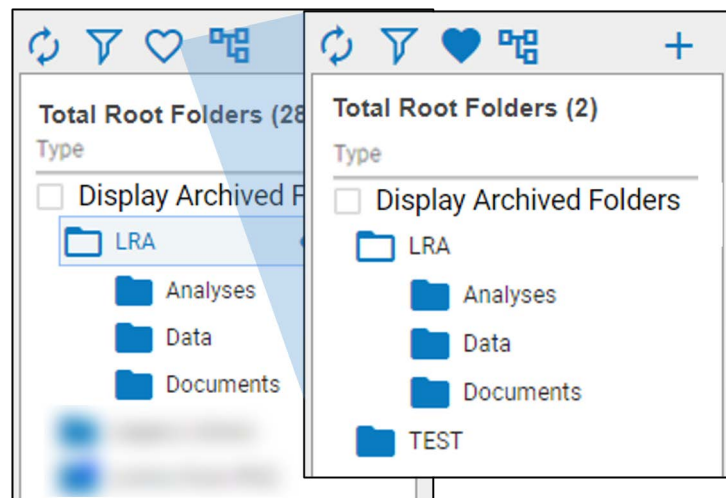 Total Root Folders (28
Type
Display Archived F
LRA
Analyses
Data
Documents
Total Root Folders (2)
Type
Display Archived Folders
LRA
Analyses
Data
Documents
TEST